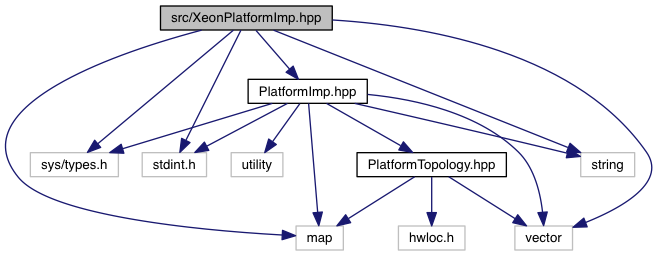 src/XeonPlatformImp.hpp
PlatformImp.hpp
sys/types.h
stdint.h
utility
PlatformTopology.hpp
string
map
hwloc.h
vector